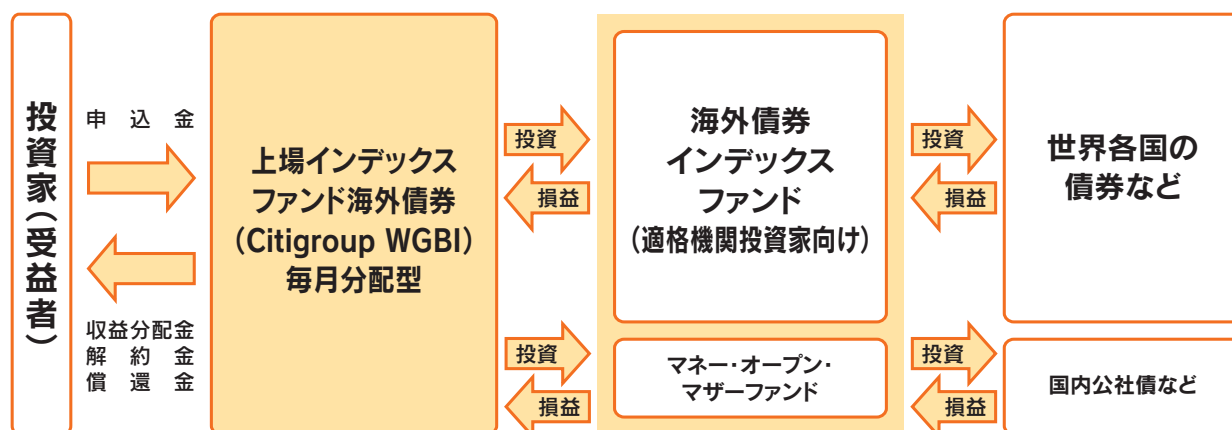 投資家(受益者)
申込金
収益分配金
解約金
償還金
上場インデックス
ファンド海外債券
(Citigroup WGBI)
毎月分配型
投資
損益
投資
損益
海外債券
インデックス
ファンド
(適格機関投資家向け)
マネー・オープン・
マザーファンド
投資
損益
投資
損益
世界各国の
債券など
国内公社債など